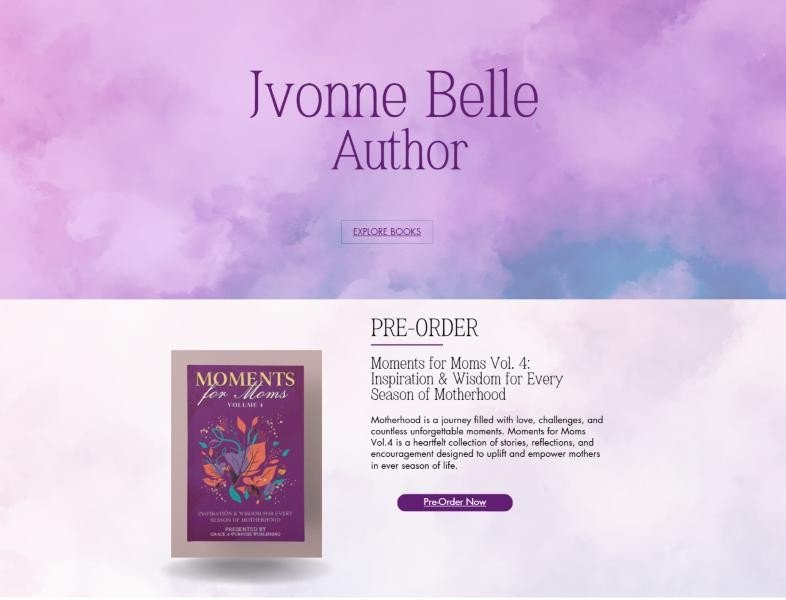 Jvonne Belle
Author
EXPLORE BOOKS
PRE-ORDER
Moments for Moms Vol. 4:
Inspiration & Wisdom for Every
Season of Motherhood
Motherhood is a journey filled with love, challenges, and
countless unforgettable moments. Moments for Moms
Vol.4 is a heartfelt collection of stories, reflections, and
encouragement designed to uplift and empower mothers
in ever season of life.
Pre-Order Now
MOMENTS
for Moms
VOLUME 4
INSPIRATION & WISDOM FOR EVERY
SEASON OF MOTHERHOOD
PRESENTED BY
GRACE 4 PURPOSE PUBLISHING